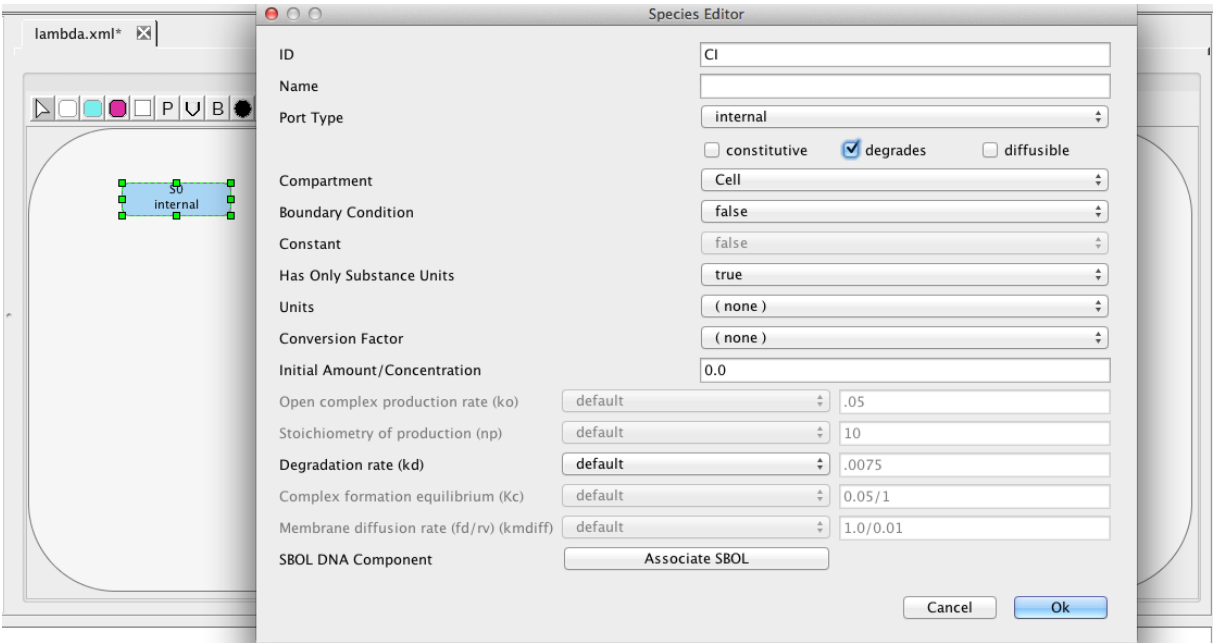 Species Editor
lambda.xml*
P B
S0
internal
ID CI
Name
Port Type internal
constitutive degrades diffusible
Compartment Cell
Boundary Condition false
Constant false
Has Only Substance Units true
Units ( none )
Conversion Factor ( none )
Initial Amount/Concentration 0.0
Open complex production rate (ko) default .05
Stoichiometry of production (np) default 10
Degradation rate (kd) default .0075
Complex formation equilibrium (Kc) default 0.05/1
Membrane diffusion rate (fd/rv) (kmdiff) default 1.0/0.01
SBOL DNA Component Associate SBOL
Cancel Ok